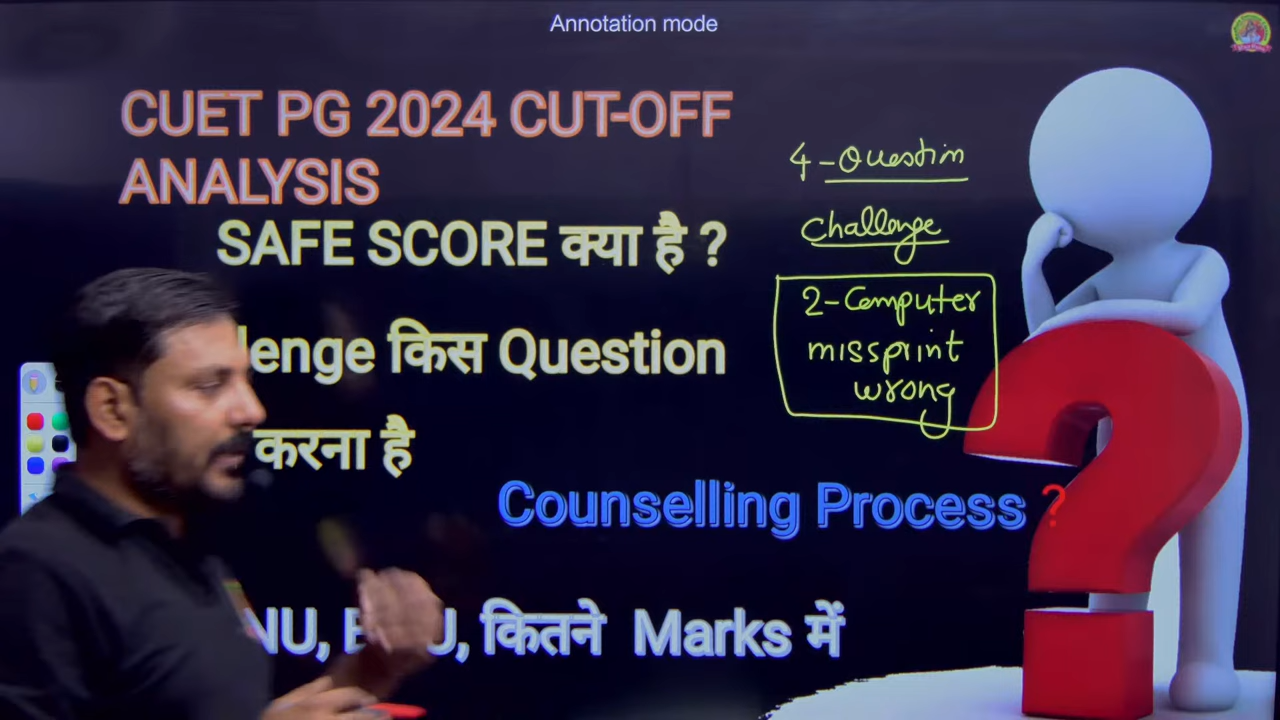 Annotation mode
CUET PG 2024 CUT-OFF
ANALYSIS
SAFE SCORE क्या है ?
lenge किस Question
करना है
Counselling Process ?
NU, कितने Marks में
4-Question
challenge
2-Computer
missprint
wrong